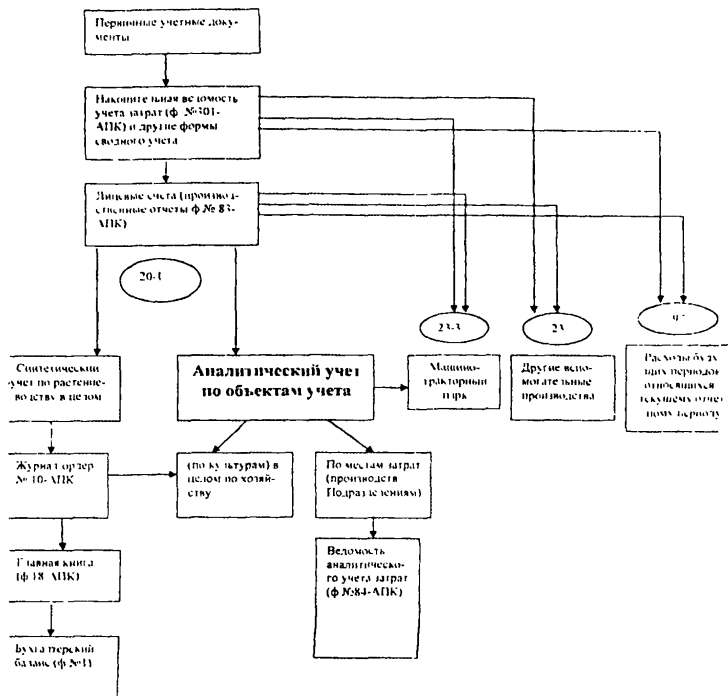 Первичные учетные доку-
менты
Накопительная ведомость
учета затрат (ф. №301-
АПК) и другие формы
сводного учета
Лицевые счета (производ-
ственные отчеты ф.№ 83-
АПК)
20-1
23-3
23
97
Синтетический
учет по растение-
водству в целом
Аналитический учет
по объектам учета
Машино-
тракторный
парк
Другие вспо-
могательные
производства
Расходы буду
щих периодов
относящихся
текущему отчет
ному периоду
Журнал ордер
№ 10-АПК
(по культурам) в
целом по хозяй-
ству
По местам затрат
(производств
Подразделениям)
Главная книга
(ф 18-АПК)
Ведомость
аналитическо-
го учета затрат
(ф №84-АПК)
Бухгалтерский
баланс (ф №1)